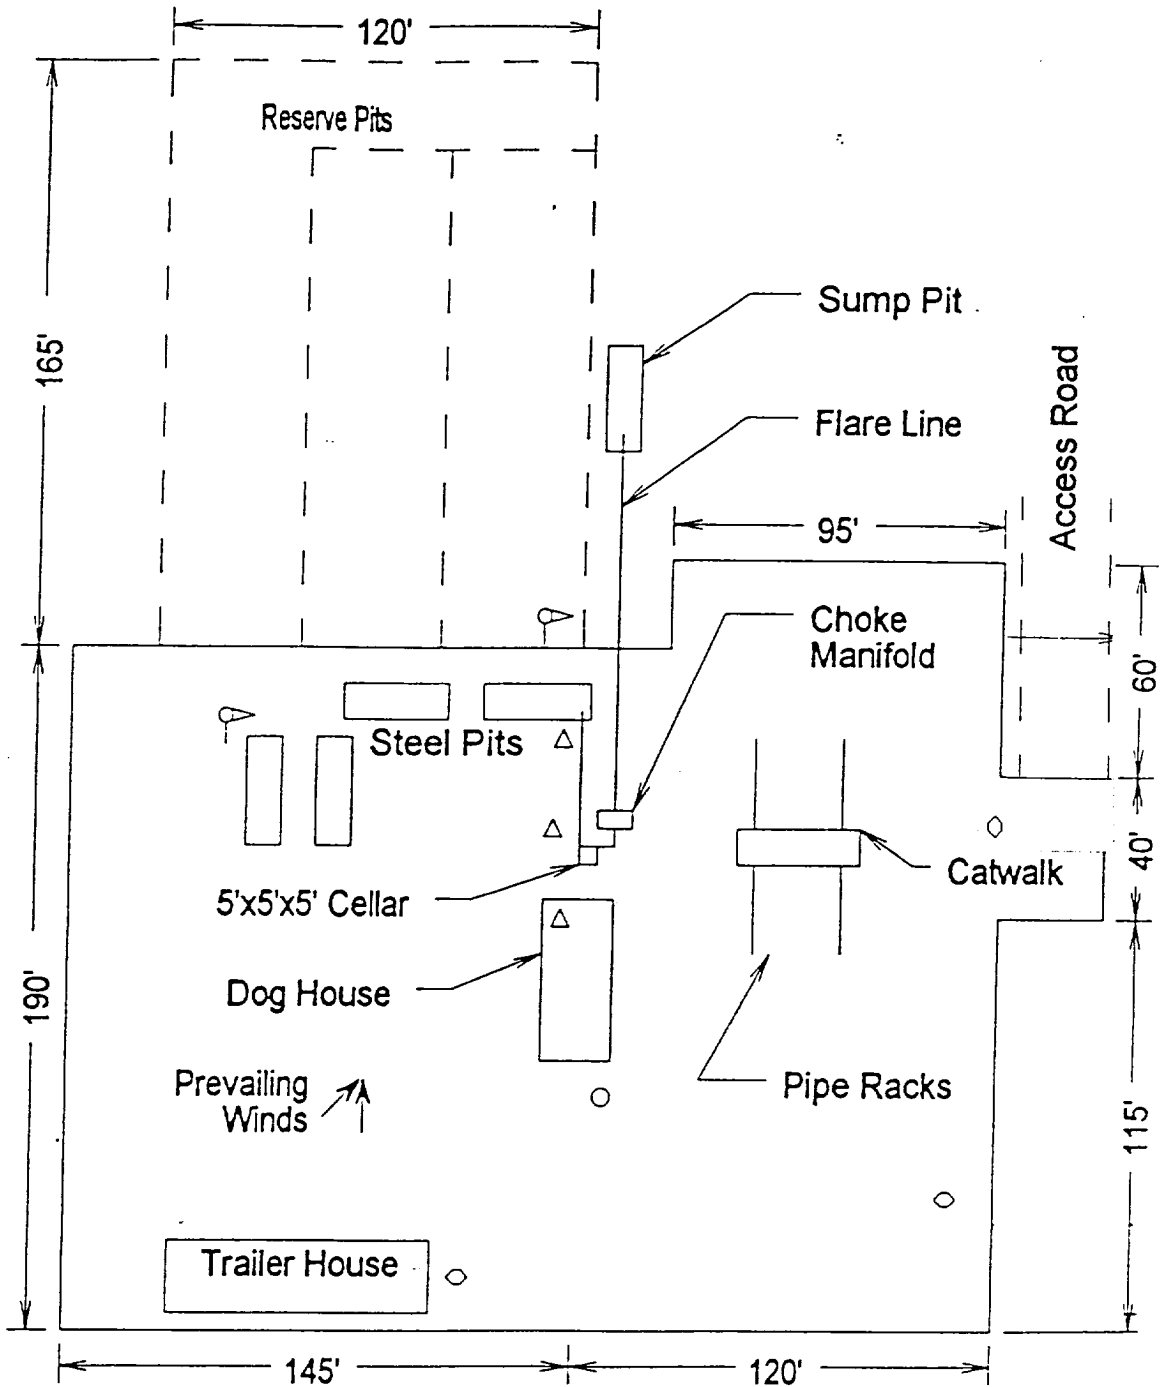 120'
Reserve Pits
165'
Sump Pit
Flare Line
Access Road
95'
Choke
Manifold
60'
Steel Pits
40'
Catwalk
5'x5'x5' Cellar
190'
Dog House
Prevailing
Winds
Pipe Racks
115'
Trailer House
145'
120'